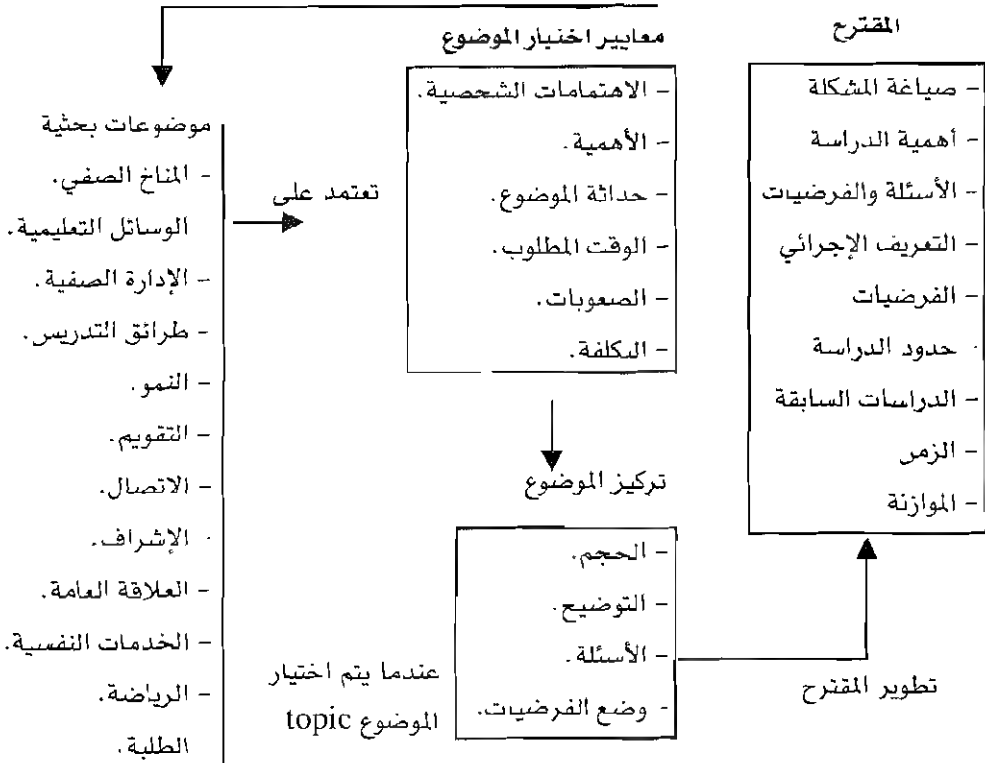 المقترح
- صياغة المشكلة
- أهمية الدراسة
- الأسئلة والفرضيات
- التعريف الإجرائي
- الفرضيات
· حدود الدراسة
- الدراسات السابقة
- الزمن
- الموازنة
معايير اختيار الموضوع
- الاهتمامات الشخصية.
- الأهمية.
- حداثة الموضوع.
- الوقت المطلوب.
- الصعوبات.
- التكلفة.
تعتمد على
موضوعات بحثية
- المناخ الصفي.
الوسائل التعليمية.
- الإدارة الصفية.
- طرائق التدريس.
- النمو.
- التقويم.
- الاتصال.
· الإشراف.
- العلاقة العامة.
- الخدمات النفسية.
- الرياضة.
الطلبة.
تركيز الموضوع
- الحجم.
- التوضيح.
- الأسئلة.
- وضع الفرضيات.
عندما يتم اختيار
الموضوع topic
تطوير المقترح